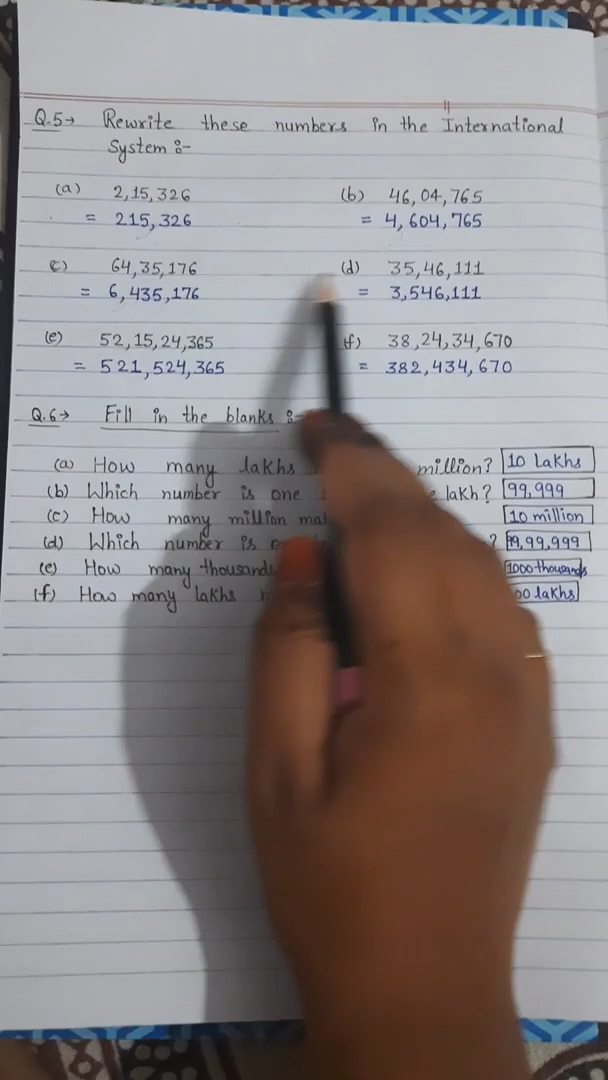 Q.5→ Rewrite these numbers in the International
System :-
(a) 2,15,326 (b) 46,04,765
= 215,326 = 4,604,765
(c) 64,35,176 (d) 35,46,111
= 6,435,176 = 3,546,111
(e) 52,15,24,365 (f) 38,24,34,670
= 521,524,365 = 382,434,670
Q.6→ Fill in the blanks :-
(a) How many lakhs million? 10 Lakhs
(b) Which number is one lakh? 99,999
(c) How many million 10 million
(d) Which number is ? 99,99,999
(e) How many thousands 1000 thousands
(f) How many lakhs lakhs